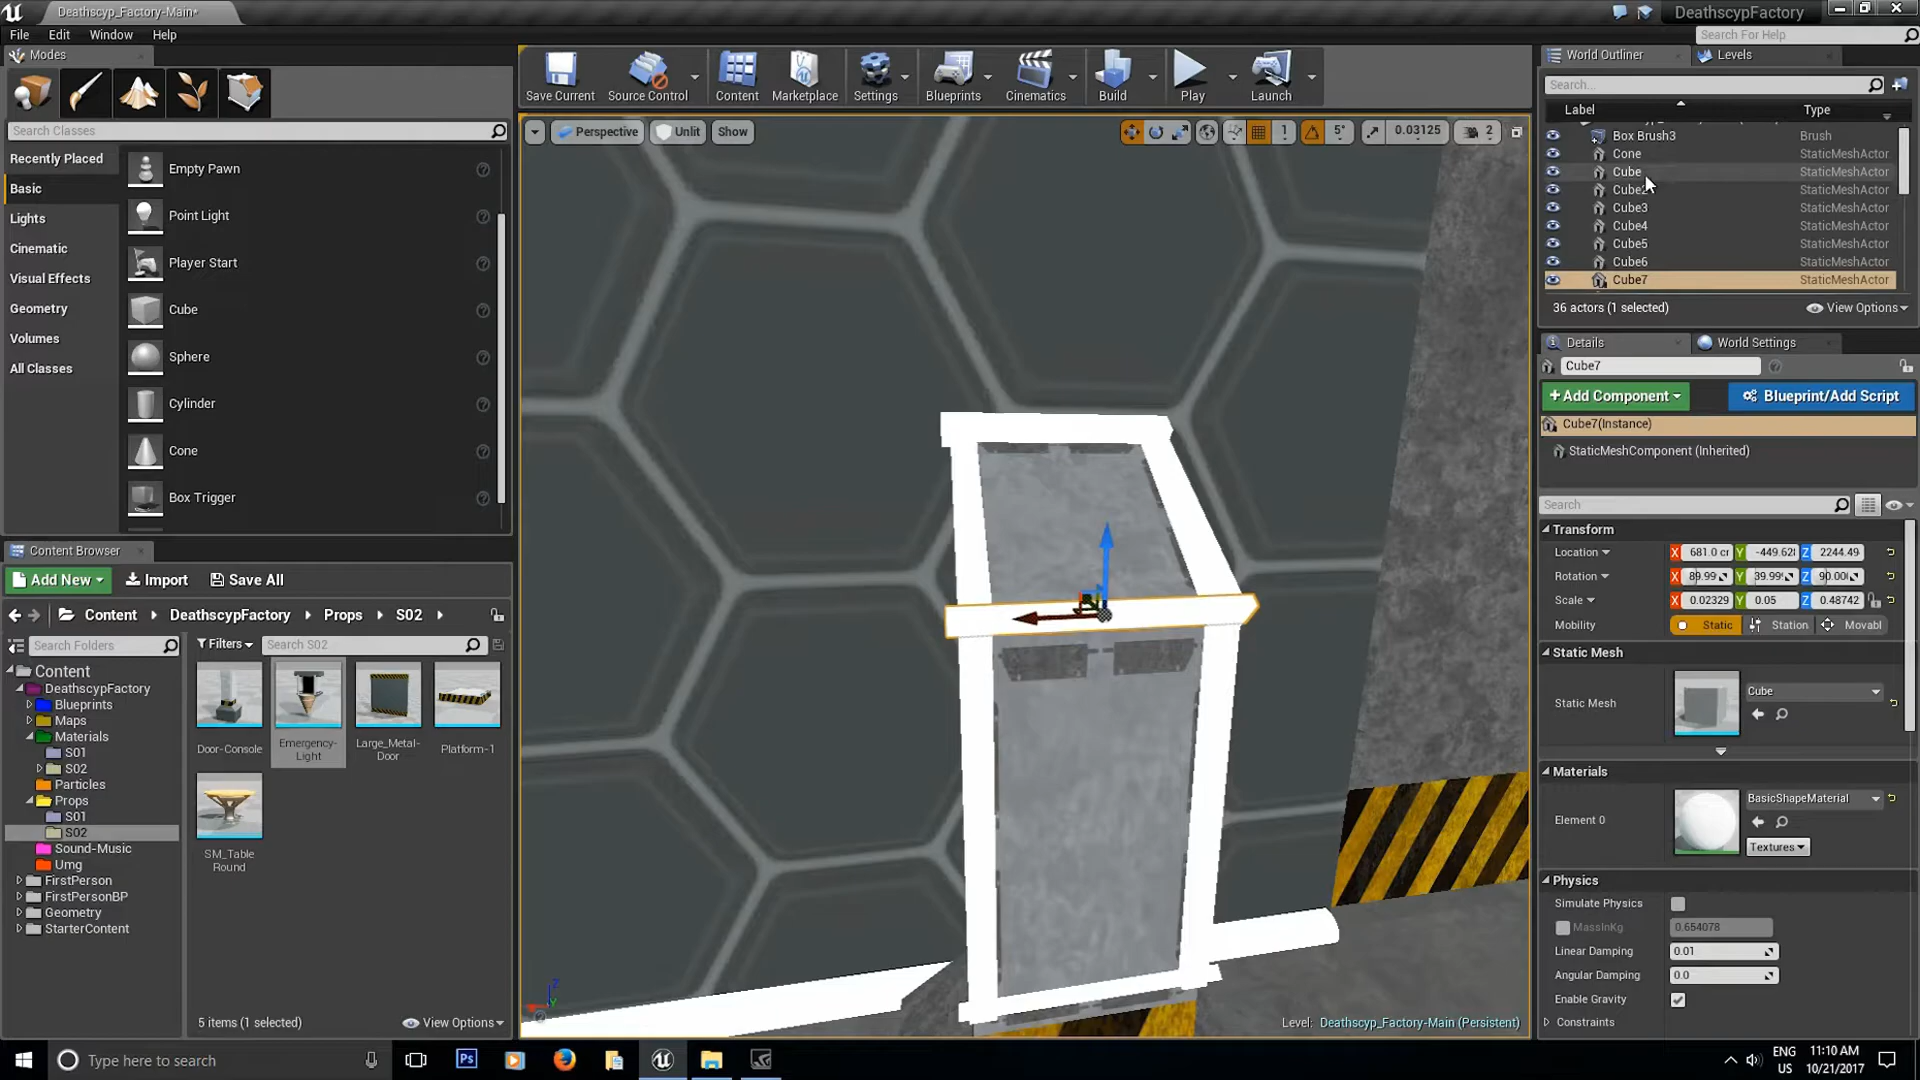 Deathscyp_Factory-Main*
DeathscypFactory
File Edit Window Help
Search For Help
Modes
Search Classes
Recently Placed
Basic
Lights
Cinematic
Visual Effects
Geometry
Volumes
All Classes
Empty Pawn
Point Light
Player Start
Cube
Sphere
Cylinder
Cone
Box Trigger
Save Current
Source Control
Content
Marketplace
Settings
Blueprints
Cinematics
Build
Play
Launch
Perspective
Unlit
Show
1
5°
0.03125
2
Level: Deathscyp_Factory-Main (Persistent)
World Outliner
Levels
Search...
Label Type
Box Brush3 Brush
Cone StaticMeshActor
Cube StaticMeshActor
Cube2 StaticMeshActor
Cube3 StaticMeshActor
Cube4 StaticMeshActor
Cube5 StaticMeshActor
Cube6 StaticMeshActor
Cube7 StaticMeshActor
36 actors (1 selected)
View Options
Details
World Settings
Cube7
+Add Component
Blueprint/Add Script
Cube7(Instance)
StaticMeshComponent (Inherited)
Search
Transform
Location X 681.0 cr Y -449.62 Z 2244.49
Rotation X 89.99 Y 39.99 Z 90.00
Scale X 0.02329 Y 0.05 Z 0.48742
Mobility Static Station Movabl
Static Mesh
Static Mesh Cube
Materials
Element 0 BasicShapeMaterial
Textures
Physics
Simulate Physics
MassInKg 0.654078
Linear Damping 0.01
Angular Damping 0.0
Enable Gravity
Constraints
Content Browser
Add New
Import
Save All
Content DeathscypFactory Props S02
Search Folders
Filters
Search S02
Content
DeathscypFactory
Blueprints
Maps
Materials
S01
S02
Particles
Props
S01
S02
Sound-Music
Umg
FirstPerson
FirstPersonBP
Geometry
StarterContent
Door-Console
Emergency-
Light
Large_Metal-
Door
Platform-1
SM_Table
Round
5 items (1 selected)
View Options
Type here to search
ENG
US
11:10 AM
10/21/2017